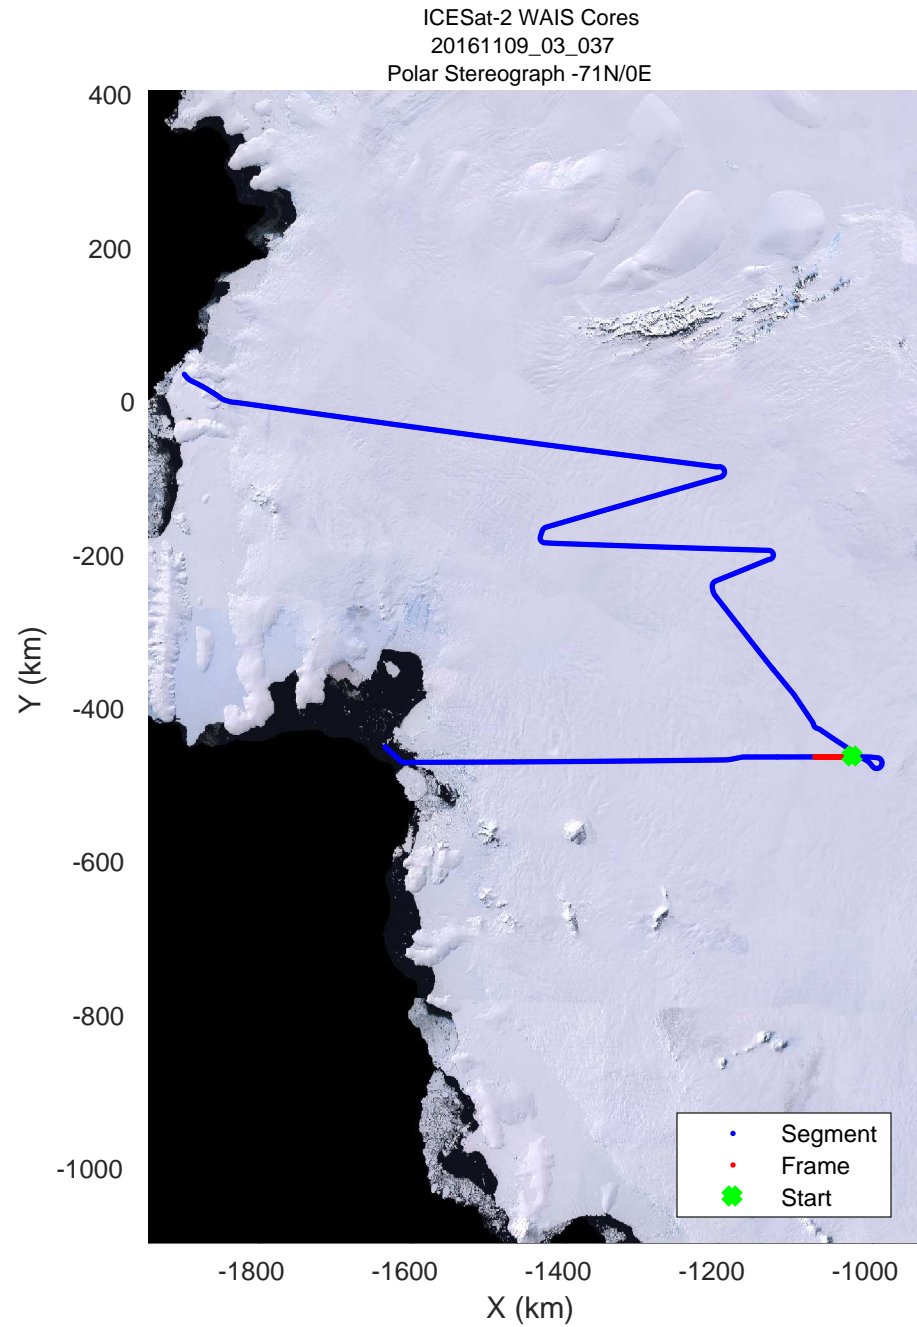 ICESat-2 WAIS Cores
20161109_03_037
Polar Stereograph -71N/0E
400
200
0
-200
-400
-600
-800
-1000
Y (km)
Segment
Frame
Start
-1800
-1600
-1400
-1200
-1000
X (km)